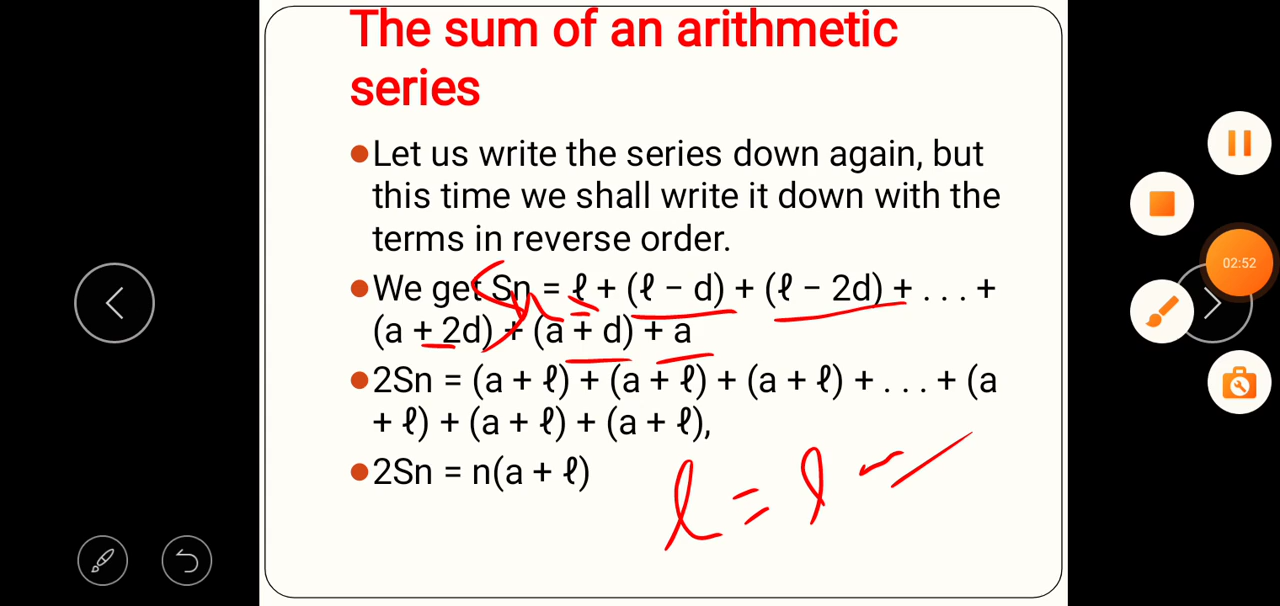 The sum of an arithmetic
series
●Let us write the series down again, but
this time we shall write it down with the
terms in reverse order.
●We get Sn = ℓ + (ℓ − d) + (ℓ − 2d) + . . . +
(a + 2d) + (a + d) + a
●2Sn = (a + ℓ) + (a + ℓ) + (a + ℓ) + . . . + (a
+ ℓ) + (a + ℓ) + (a + ℓ),
●2Sn = n(a + ℓ)
ℓ = ℓ
02:52